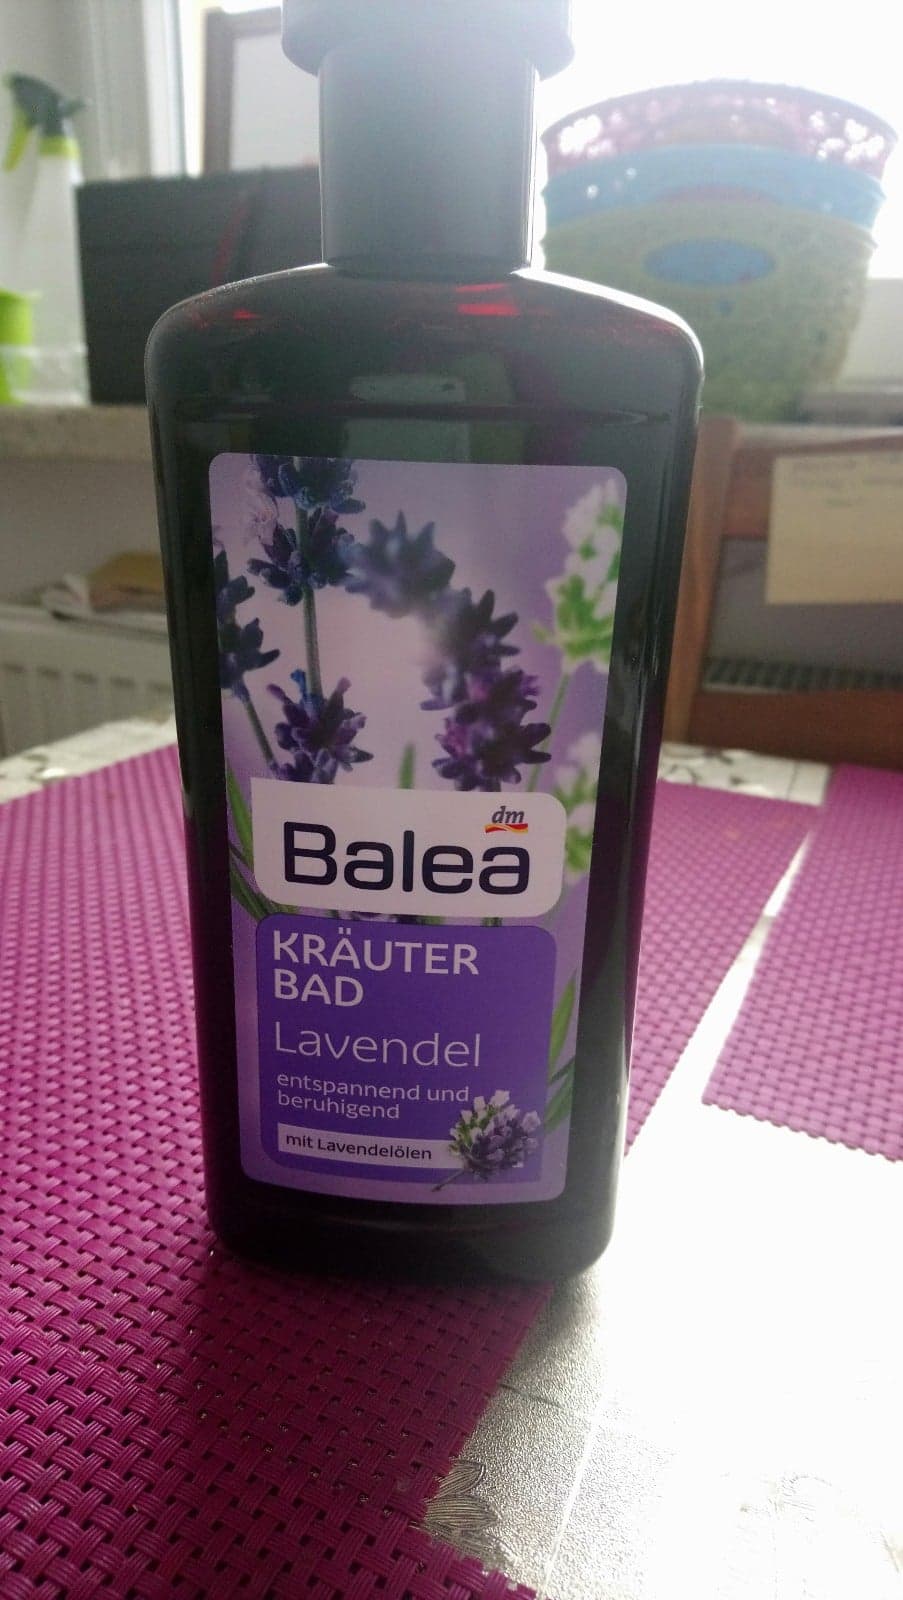 dm
Balea
KRÄUTER
BAD
Lavendel
entspannend und
beruhigend
mit Lavendelölen